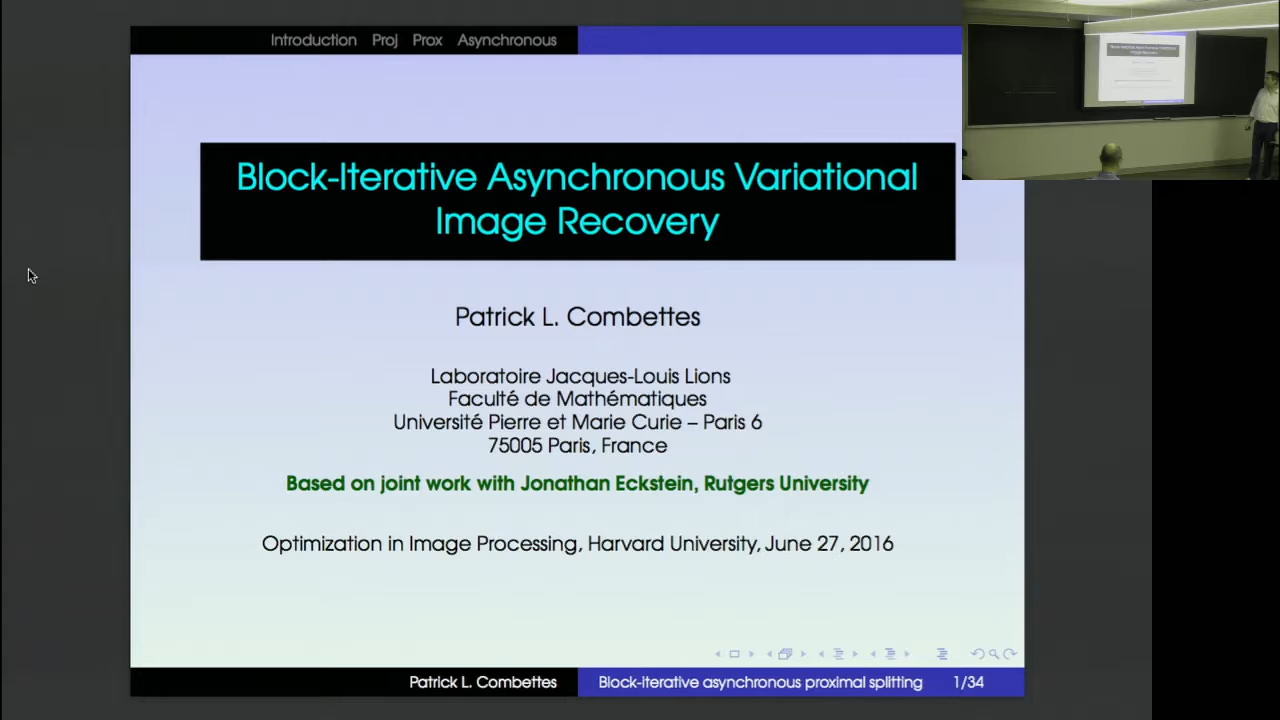 Introduction Proj Prox Asynchronous
Block-Iterative Asynchronous Variational
Image Recovery
Patrick L. Combettes
Laboratoire Jacques-Louis Lions
Faculté de Mathématiques
Université Pierre et Marie Curie – Paris 6
75005 Paris, France
Based on joint work with Jonathan Eckstein, Rutgers University
Optimization in Image Processing, Harvard University, June 27, 2016
Patrick L. Combettes
Block-iterative asynchronous proximal splitting 1/34